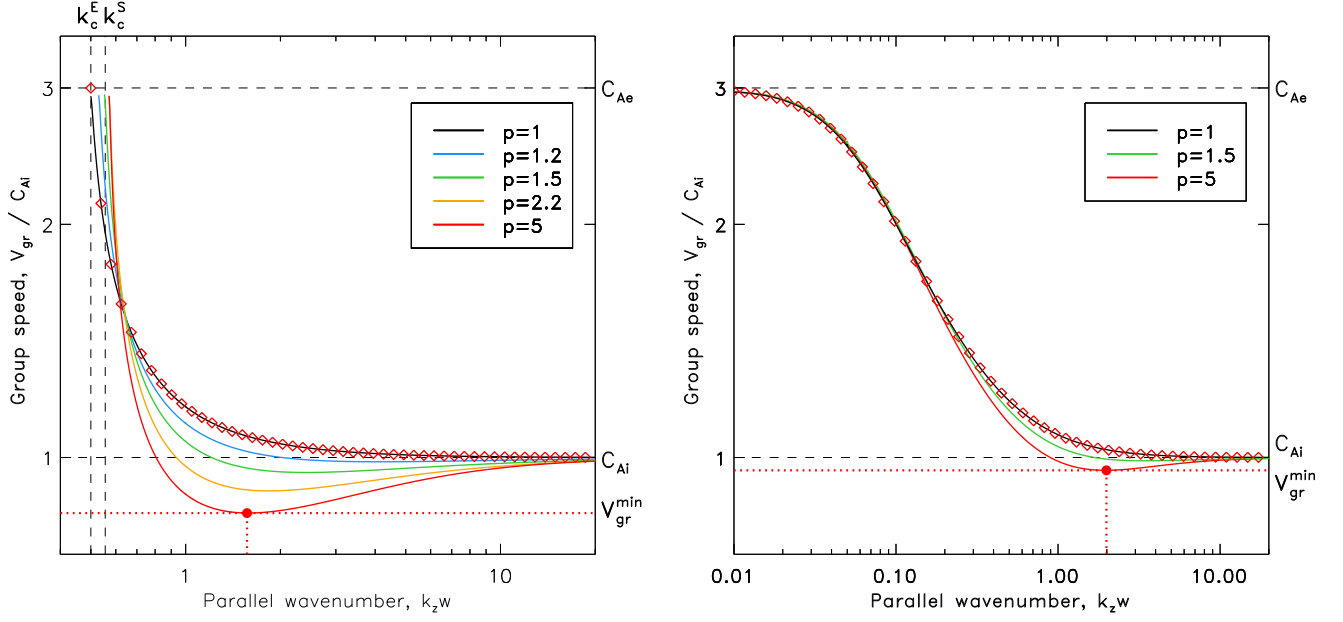 k_c^E k_c^S
3
2
1
C_Ae
C_Ai
V_gr^min
p=1
p=1.2
p=1.5
p=2.2
p=5
Group speed, V_gr / C_Ai
1
10
Parallel wavenumber, k_z w
3
2
1
C_Ae
C_Ai
V_gr^min
p=1
p=1.5
p=5
Group speed, V_gr / C_Ai
0.01
0.10
1.00
10.00
Parallel wavenumber, k_z w